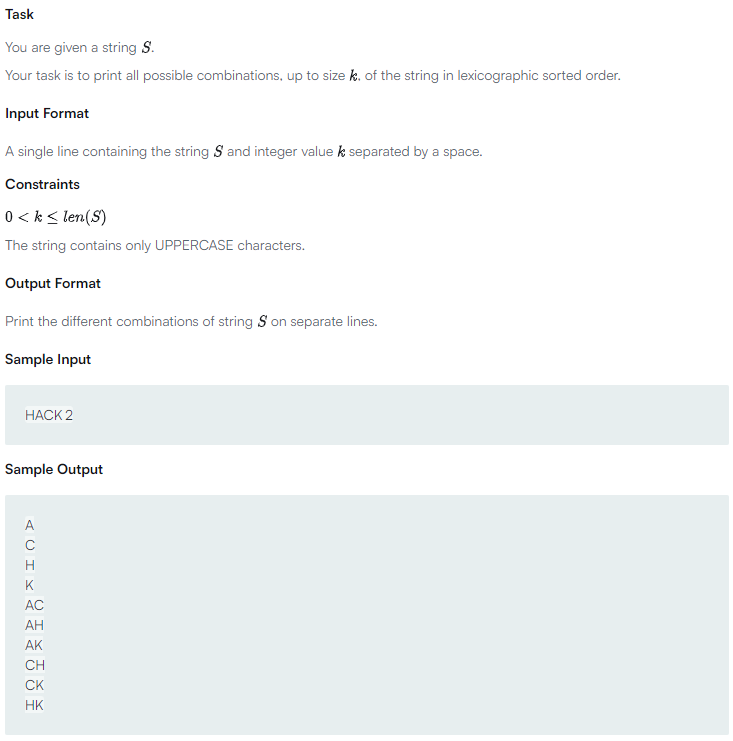 Task
You are given a string S.
Your task is to print all possible combinations, up to size k, of the string in lexicographic sorted order.
Input Format
A single line containing the string S and integer value k separated by a space.
Constraints
0 < k ≤ len(S)
The string contains only UPPERCASE characters.
Output Format
Print the different combinations of string S on separate lines.
Sample Input
HACK 2
Sample Output
A
C
H
K
AC
AH
AK
CH
CK
HK